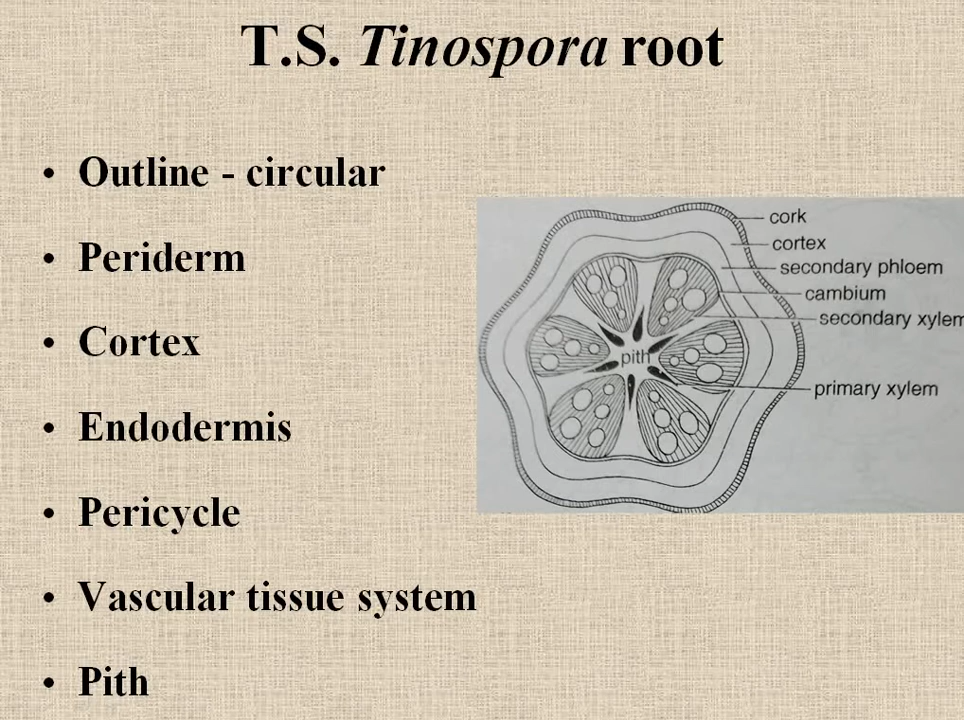 T.S. Tinospora root
• Outline - circular
• Periderm
• Cortex
• Endodermis
• Pericycle
• Vascular tissue system
• Pith
cork
cortex
secondary phloem
cambium
secondary xylem
pith
primary xylem